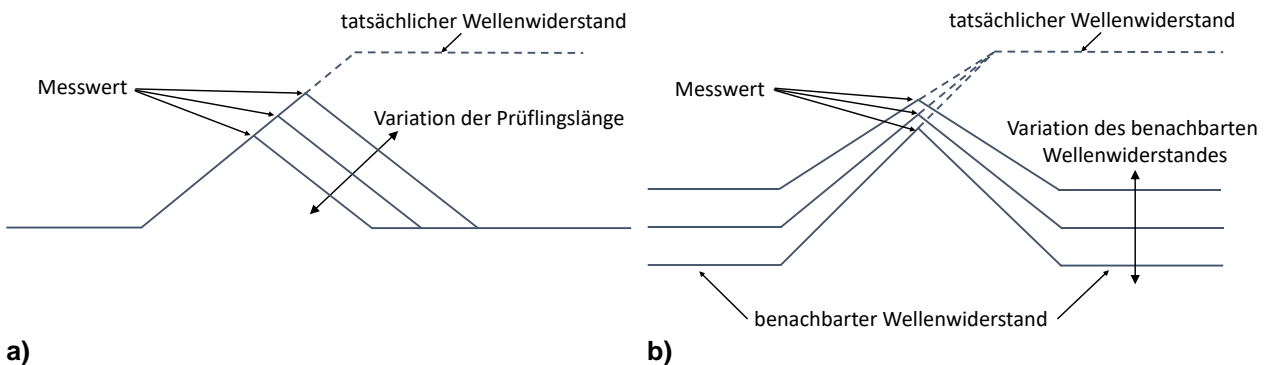 tatsächlicher Wellenwiderstand
Messwert
Variation der Prüflingslänge
a)
tatsächlicher Wellenwiderstand
Messwert
Variation des benachbarten
Wellenwiderstandes
benachbarter Wellenwiderstand
b)